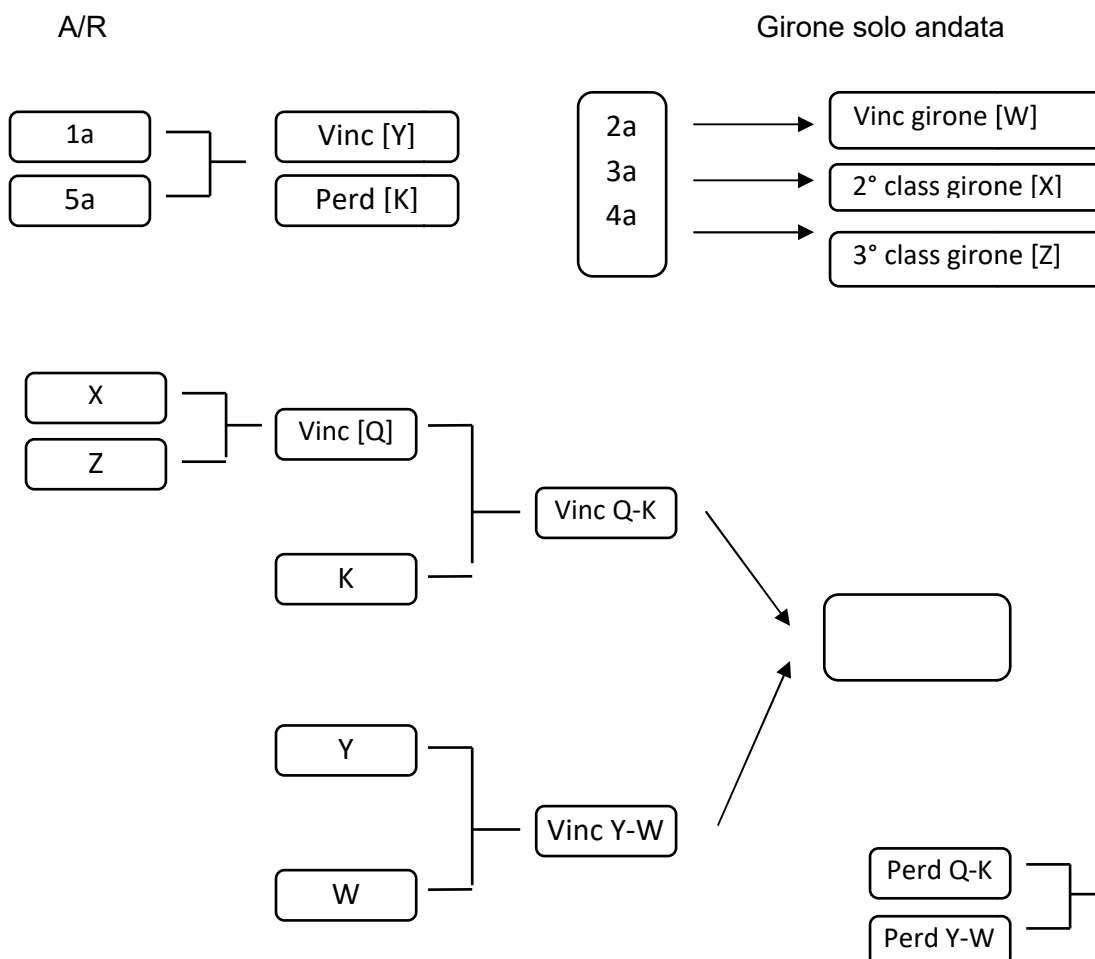 A/R
Girone solo andata
1a
5a
Vinc [Y]
Perd [K]
2a
3a
4a
Vinc girone [W]
2° class girone [X]
3° class girone [Z]
X
Z
Vinc [Q]
K
Vinc Q-K
Y
W
Vinc Y-W
Perd Q-K
Perd Y-W